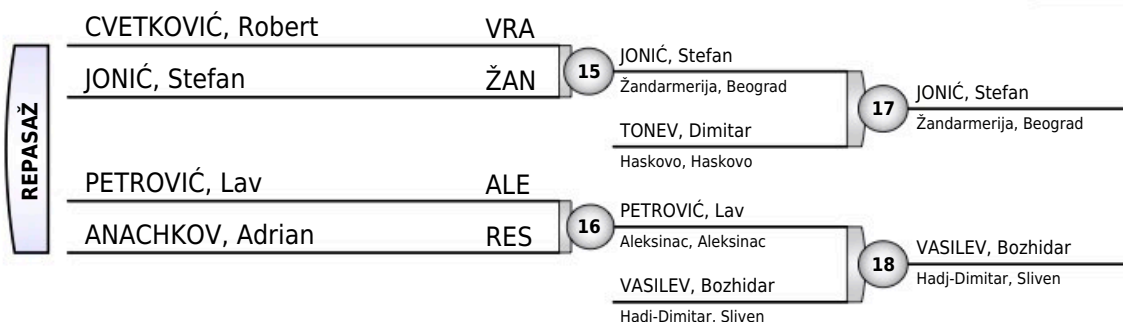 REPASAŽ
CVETKOVIĆ, Robert VRA
JONIĆ, Stefan ŽAN
15
JONIĆ, Stefan
Žandarmerija, Beograd
TONEV, Dimitar
Haskovo, Haskovo
17
JONIĆ, Stefan
Žandarmerija, Beograd
PETROVIĆ, Lav ALE
ANACHKOV, Adrian RES
16
PETROVIĆ, Lav
Aleksinac, Aleksinac
VASILEV, Bozhidar
Hadj-Dimitar, Sliven
18
VASILEV, Bozhidar
Hadj-Dimitar, Sliven